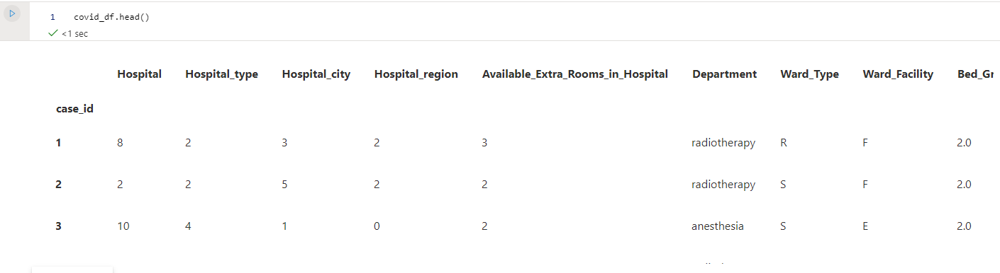 1 covid_df.head()
<1 sec
Hospital Hospital_type Hospital_city Hospital_region Available_Extra_Rooms_in_Hospital Department Ward_Type Ward_Facility Bed_Gr
case_id
1 8 2 3 2 3 radiotherapy R F 2.0
2 2 2 5 2 2 radiotherapy S F 2.0
3 10 4 1 0 2 anesthesia S E 2.0